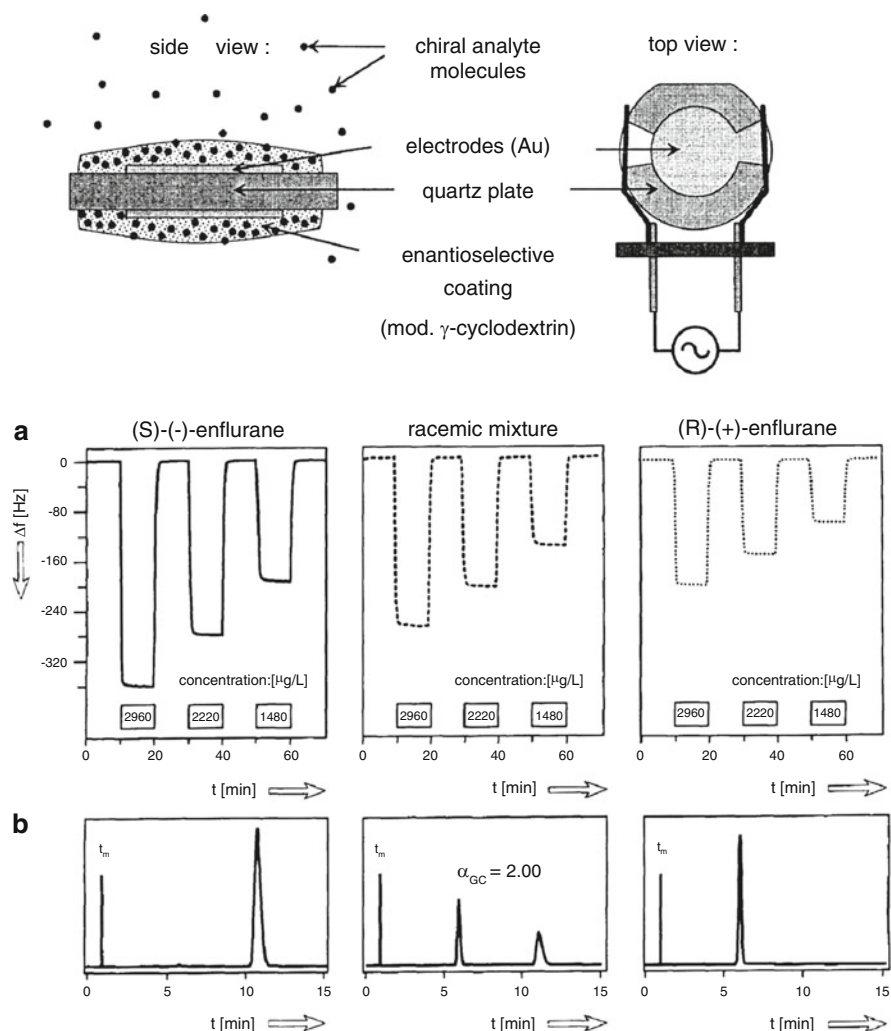 side view :
chiral analyte
molecules
top view :
electrodes (Au)
quartz plate
enantioselective
coating
(mod. γ-cyclodextrin)
a
(S)-(-)-enflurane
racemic mixture
(R)-(+)-enflurane
Δf [Hz]
0
-80
-160
-240
-320
concentration:[μg/L]
2960 2220 1480
0 20 40 60
t [min]
concentration:[μg/L]
2960 2220 1480
0 20 40 60
t [min]
concentration:[μg/L]
2960 2220 1480
0 20 40 60
t [min]
b
tm
0 5 10 15
t [min]
tm
αGC = 2.00
0 5 10 15
t [min]
tm
0 5 10 15
t [min]